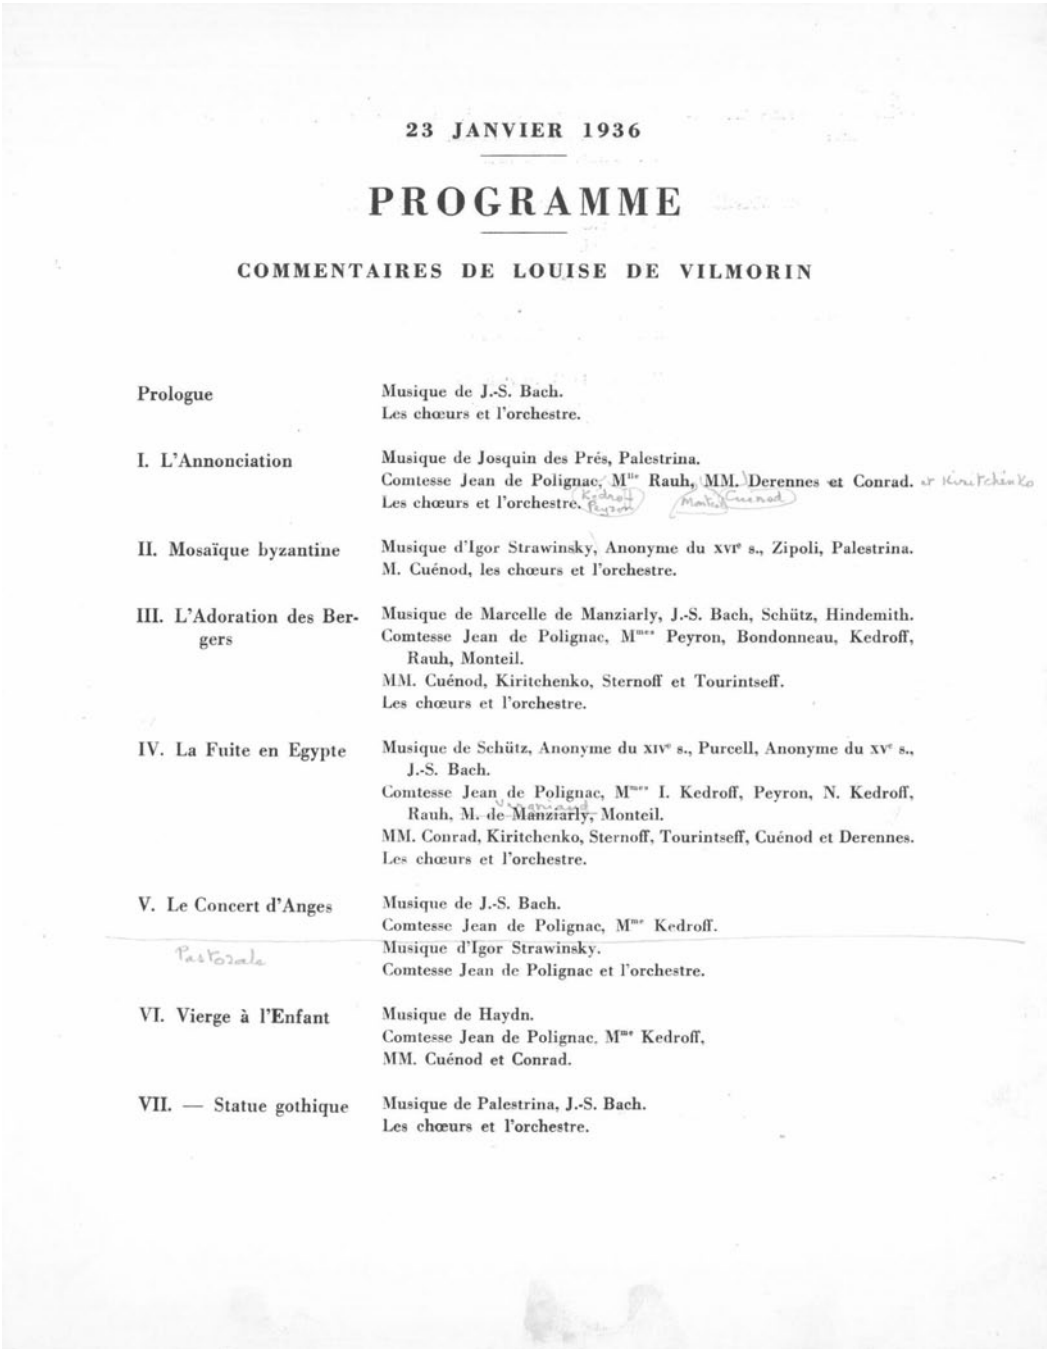 23 JANVIER 1936
PROGRAMME
COMMENTAIRES DE LOUISE DE VILMORIN
Prologue
Musique de J.-S. Bach.
Les chœurs et l'orchestre.
I. L'Annonciation
Musique de Josquin des Prés, Palestrina.
Comtesse Jean de Polignac, Mlle Rauh, MM. Derennes et Conrad. et Kiritchenko
Les chœurs et l'orchestre. Kedroff Monteil Cuénod
Peyron
II. Mosaïque byzantine
Musique d'Igor Strawinsky, Anonyme du XVIe s., Zipoli, Palestrina.
M. Cuénod, les chœurs et l'orchestre.
III. L'Adoration des Ber-
gers
Musique de Marcelle de Manziarly, J.-S. Bach, Schütz, Hindemith.
Comtesse Jean de Polignac, Mmes Peyron, Bondonneau, Kedroff,
Rauh, Monteil.
MM. Cuénod, Kiritchenko, Sternoff et Tourintseff.
Les chœurs et l'orchestre.
IV. La Fuite en Egypte
Musique de Schütz, Anonyme du XIVe s., Purcell, Anonyme du XVe s.,
J.-S. Bach.
Comtesse Jean de Polignac, Mmes I. Kedroff, Peyron, N. Kedroff,
Rauh, M. de Manziarly, Monteil.
MM. Conrad, Kiritchenko, Sternoff, Tourintseff, Cuénod et Derennes.
Les chœurs et l'orchestre.
V. Le Concert d'Anges
Musique de J.-S. Bach.
Comtesse Jean de Polignac, Mme Kedroff.
Pastorale
Musique d'Igor Strawinsky.
Comtesse Jean de Polignac et l'orchestre.
VI. Vierge à l'Enfant
Musique de Haydn.
Comtesse Jean de Polignac, Mme Kedroff,
MM. Cuénod et Conrad.
VII. — Statue gothique
Musique de Palestrina, J.-S. Bach.
Les chœurs et l'orchestre.